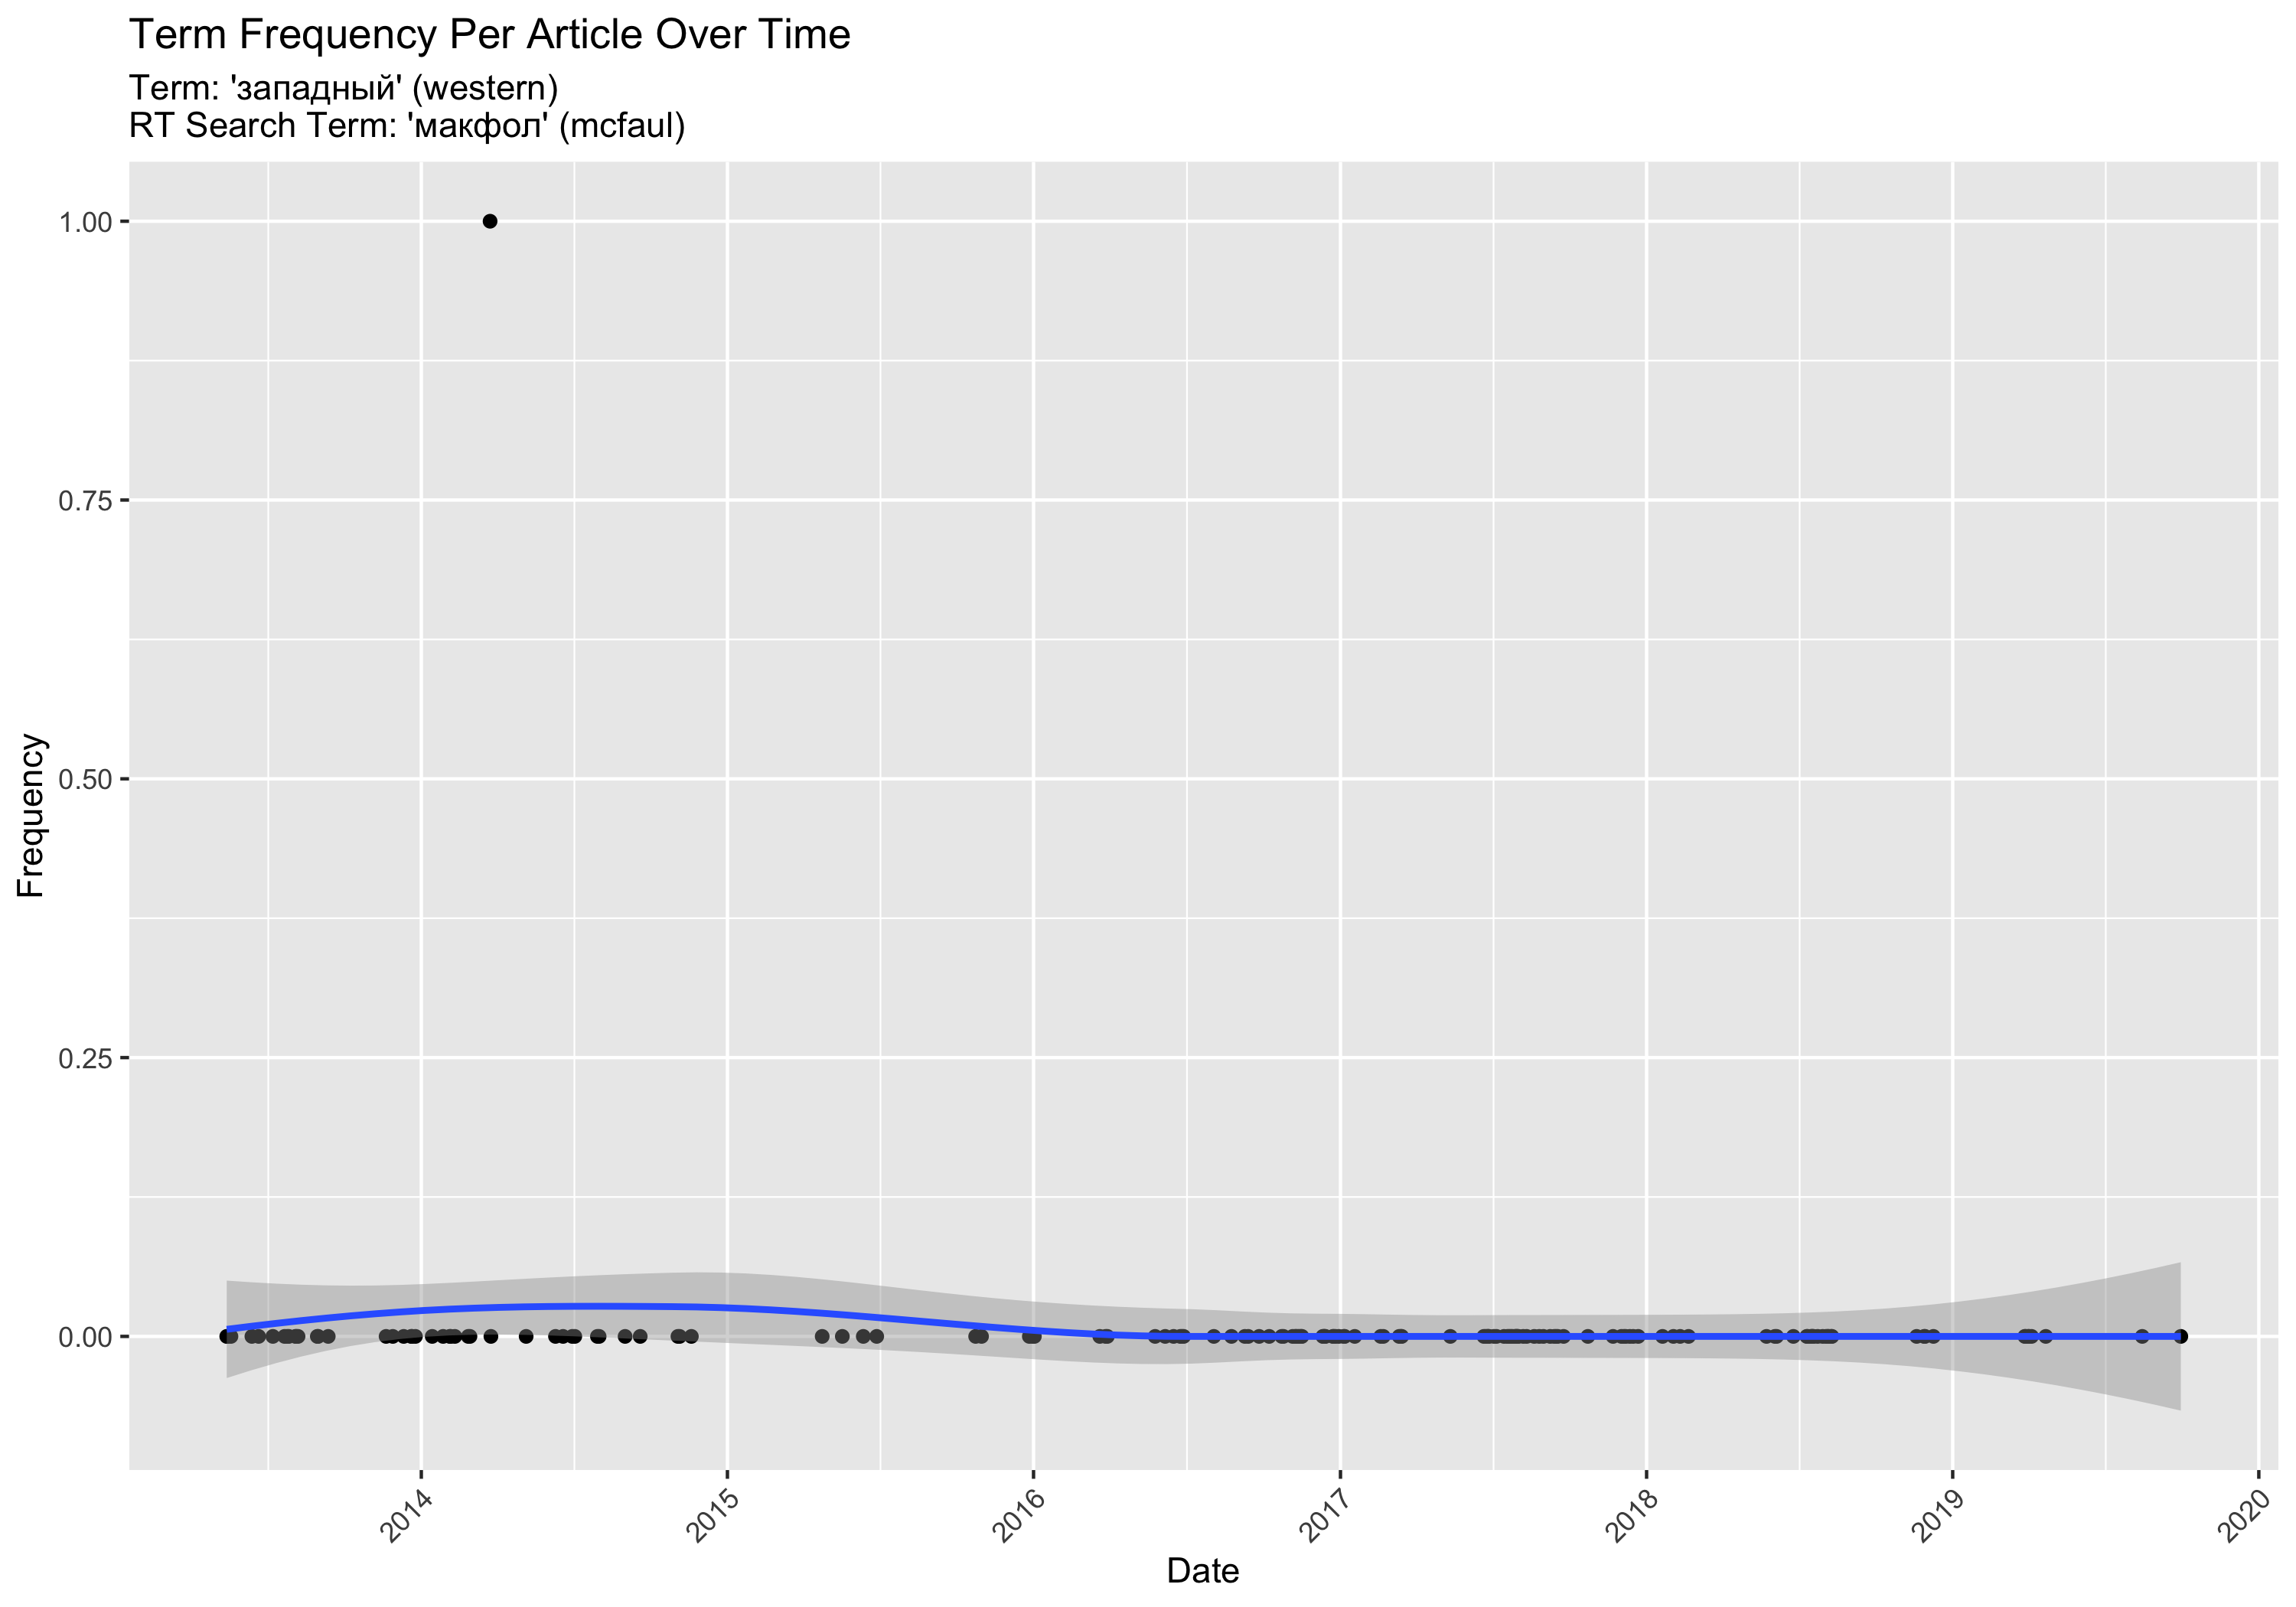 Term Frequency Per Article Over Time
Term: 'западный' (western)
RT Search Term: 'макфол' (mcfaul)
1.00
0.75
0.50
0.25
0.00
Frequency
2014
2015
2016
2017
2018
2019
2020
Date